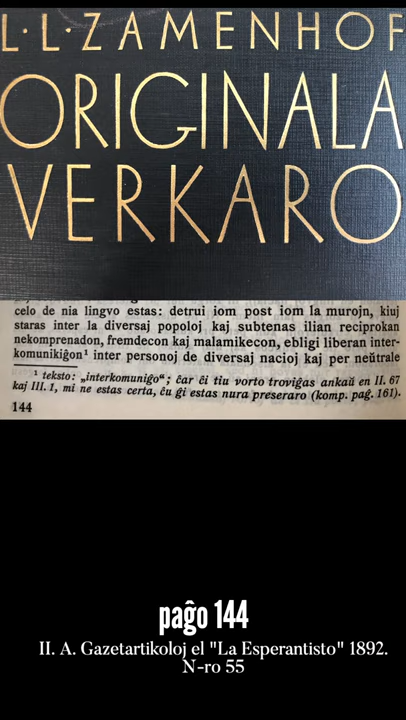 L·L·ZAMENHOF
ORIGINALA
VERKARO
celo de nia lingvo estas: detrui iom post iom la murojn, kiuj
staras inter la diversaj popoloj kaj subtenas ilian reciprokan
nekomprenadon, fremdecon kaj malamikecon, ebligi liberan inter-
komunikiĝon¹ inter personoj de diversaj nacioj kaj per neŭtrale
¹ teksto: „interkomuniĝo“; ĉar ĉi tiu vorto troviĝas ankaŭ en II. 67
kaj III. 1, mi ne estas certa, ĉu ĝi estas nura preseraro (komp. paĝ. 161).
144
paĝo 144
II. A. Gazetartikoloj el "La Esperantisto" 1892.
N-ro 55